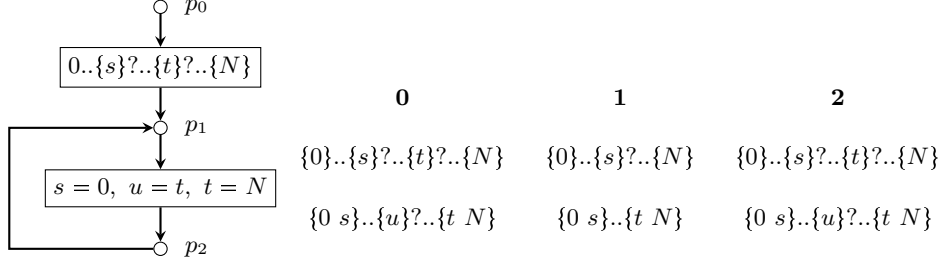 p₀
0..{s}?..{t}?..{N}
0 1 2
p₁
{0}..{s}?..{t}?..{N} {0}..{s}?..{N} {0}..{s}?..{t}?..{N}
s = 0, u = t, t = N
{0 s}..{u}?..{t N} {0 s}..{t N} {0 s}..{u}?..{t N}
p₂